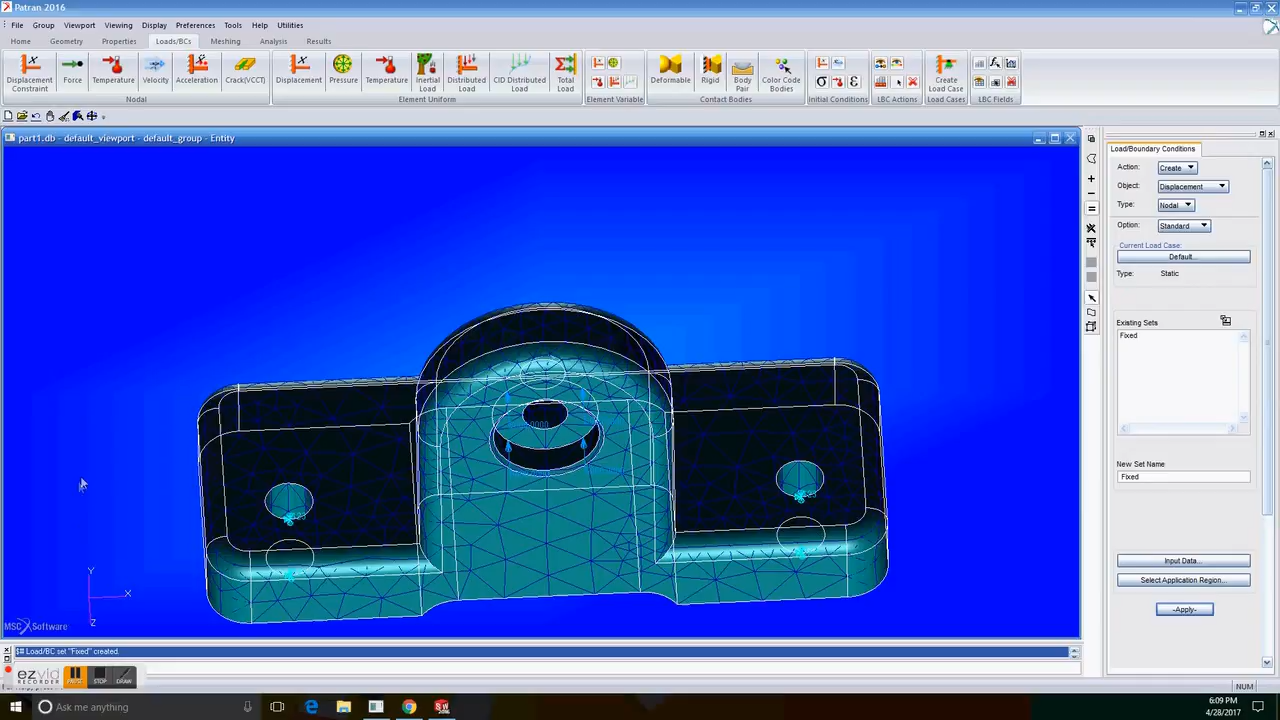 Patran 2016
File Group Viewport Viewing Display Preferences Tools Help Utilities
Home Geometry Properties Loads/BCs Meshing Analysis Results
Displacement Constraint Force Temperature Velocity Acceleration Crack(VCCT) Displacement Pressure Temperature Inertial Load Distributed Load CID Distributed Load Total Load Deformable Rigid Body Pair Color Code Bodies Create Load Case
Nodal Element Uniform Element Variable Contact Bodies Initial Conditions LBC Actions Load Cases LBC Fields
part1.db - default_viewport - default_group - Entity
Load/Boundary Conditions
Action: Create
Object: Displacement
Type: Nodal
Option: Standard
Current Load Case:
Default...
Type: Static
Existing Sets
Fixed
New Set Name
Fixed
Input Data...
Select Application Region...
-Apply-
Y
X
Z
MSC Software
$# Load/BC set "Fixed" created.
ezvid
RECORDER
PAUSE STOP DRAW
NUM
Ask me anything
6:09 PM
4/28/2017